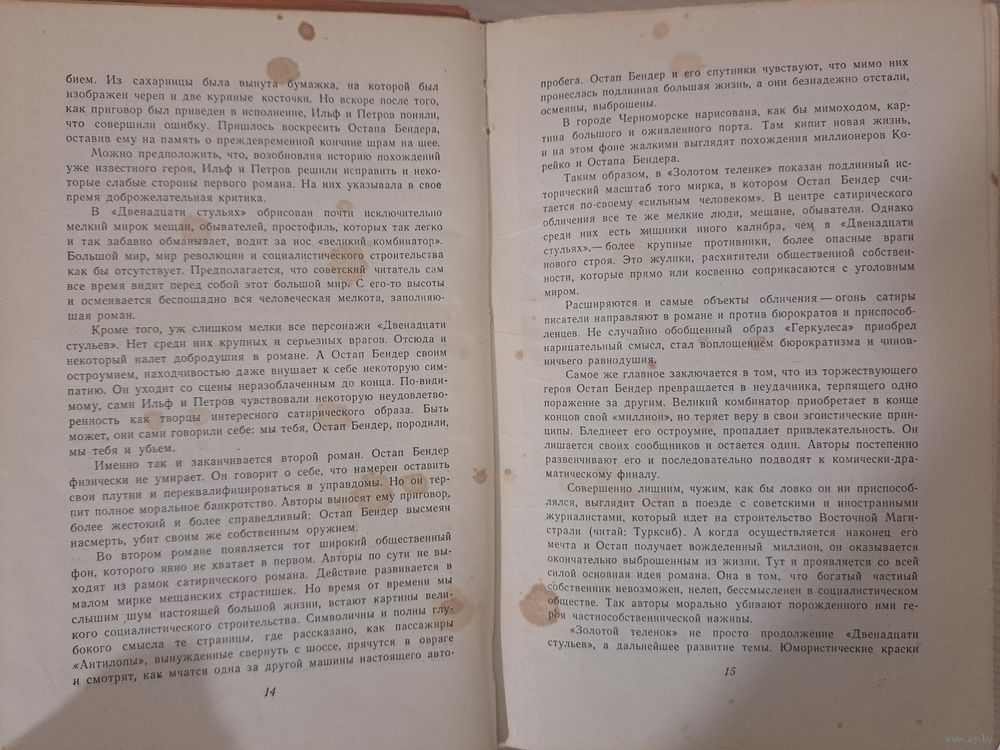 бием. Из сахарницы была вынута бумажка, на которой был
изображен череп и две куриные косточки. Но вскоре после того,
как приговор был приведен в исполнение, Ильф и Петров поняли,
что совершили ошибку. Пришлось воскресить Остапа Бендера,
оставив ему на память о преждевременной кончине шрам на шее.
Можно предположить, что, возобновляя историю похождений
уже известного героя, Ильф и Петров решили исправить и неко-
торые слабые стороны первого романа. На них указывала в свое
время доброжелательная критика.
В «Двенадцати стульях» обрисован почти исключительно
мелкий мирок мещан, обывателей, простофиль, которых так легко
и так забавно обманывает, водит за нос «великий комбинатор».
Большой мир, мир революции и социалистического строительства
как бы отсутствует. Предполагается, что советский читатель сам
все время видит перед собой этот большой мир. С его-то высоты
и осмеивается беспощадно вся человеческая мелкота, заполняю-
щая роман.
Кроме того, уж слишком мелки все персонажи «Двенадцати
стульев». Нет среди них крупных и серьезных врагов. Отсюда и
некоторый налет добродушия в романе. А Остап Бендер своим
остроумием, находчивостью даже внушает к себе некоторую сим-
патию. Он уходит со сцены неразоблаченным до конца. По-види-
мому, сами Ильф и Петров чувствовали некоторую неудовлетво-
ренность как творцы интересного сатирического образа. Быть
может, они сами говорили себе: мы тебя, Остап Бендер, породили,
мы тебя и убьем.
Именно так и заканчивается второй роман. Остап Бендер
физически не умирает. Он говорит о себе, что намерен оставить
свои плутни и переквалифицироваться в управдомы. Но он тер-
пит полное моральное банкротство. Авторы выносят ему приговор,
более жестокий и более справедливый: Остап Бендер высмеян
насмерть, убит своим же собственным оружием.
Во втором романе появляется тот широкий общественный
фон, которого явно не хватает в первом. Авторы по сути не вы-
ходят из рамок сатирического романа. Действие развивается в
малом мирке мещанских страстишек. Но время от времени мы
слышим шум настоящей большой жизни, встают картины вели-
кого социалистического строительства. Символичны и полны глу-
бокого смысла те страницы, где рассказано, как пассажиры
«Антилопы», вынужденные свернуть с шоссе, прячутся в овраге
и смотрят, как мчатся одна за другой машины настоящего авто-
14
пробега. Остап Бендер и его спутники чувствуют, что мимо них
пронеслась подлинная большая жизнь, а они безнадежно отстали,
осмеяны, выброшены.
В городе Черноморске нарисована, как бы мимоходом, кар-
тина большого и оживленного порта. Там кипит новая жизнь,
и на этом фоне жалкими выглядят похождения миллионеров Ко-
рейко и Остапа Бендера.
Таким образом, в «Золотом теленке» показан подлинный ис-
торический масштаб того мирка, в котором Остап Бендер счи-
тается по-своему «сильным человеком». В центре сатирического
обличения все те же мелкие люди, мещане, обыватели. Однако
среди них есть хищники иного калибра, чем в «Двенадцати
стульях».— более крупные противники, более опасные враги
нового строя. Это жулики, расхитители общественной собствен-
ности, которые прямо или косвенно соприкасаются с уголовным
миром.
Расширяются и самые объекты обличения — огонь сатиры
писатели направляют в романе и против бюрократов и приспособ-
ленцев. Не случайно обобщенный образ «Геркулеса» приобрел
нарицательный смысл, стал воплощением бюрократизма и чинов-
ничьего равнодушия.
Самое же главное заключается в том, что из торжествующего
героя Остап Бендер превращается в неудачника, терпящего одно
поражение за другим. Великий комбинатор приобретает в конце
концов свой «миллион», но теряет веру в свои эгоистические прин-
ципы. Бледнеет его остроумие, пропадает привлекательность. Он
лишается своих сообщников и остается один. Авторы постепенно
развенчивают его и последовательно подводят к комически-дра-
матическому финалу.
Совершенно лишним, чужим, как бы ловко он ни приспособ-
лялся, выглядит Остап в поезде с советскими и иностранными
журналистами, который идет на строительство Восточной Маги-
страли (читай: Турксиб). А когда осуществляется наконец его
мечта и Остап получает вожделенный миллион, он оказывается
окончательно выброшенным из жизни. Тут и проявляется со всей
силой основная идея романа. Она в том, что богатый частный
собственник невозможен, нелеп, бессмысленен в социалистическом
обществе. Так авторы морально убивают порожденного ими ге-
роя частнособственнической наживы.
«Золотой теленок» не просто продолжение «Двенадцати
стульев», а дальнейшее развитие темы. Юмористические краски
15
www.ay.by